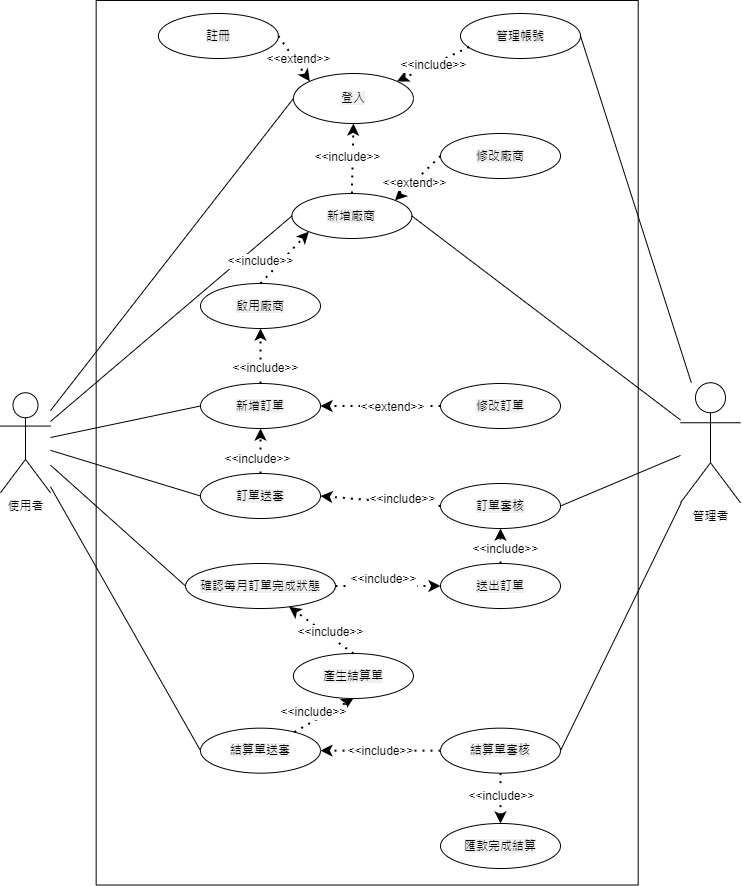 註冊
管理帳號
<<extend>>
<<include>>
登入
<<include>>
修改廠商
<<extend>>
新增廠商
<<include>>
啟用廠商
<<include>>
新增訂單
<<extend>>
修改訂單
<<include>>
訂單送審
<<include>>
訂單審核
使用者
管理者
<<include>>
確認每月訂單完成狀態
<<include>>
送出訂單
<<include>>
產生結算單
<<include>>
結算單送審
<<include>>
結算單審核
<<include>>
匯款完成結算